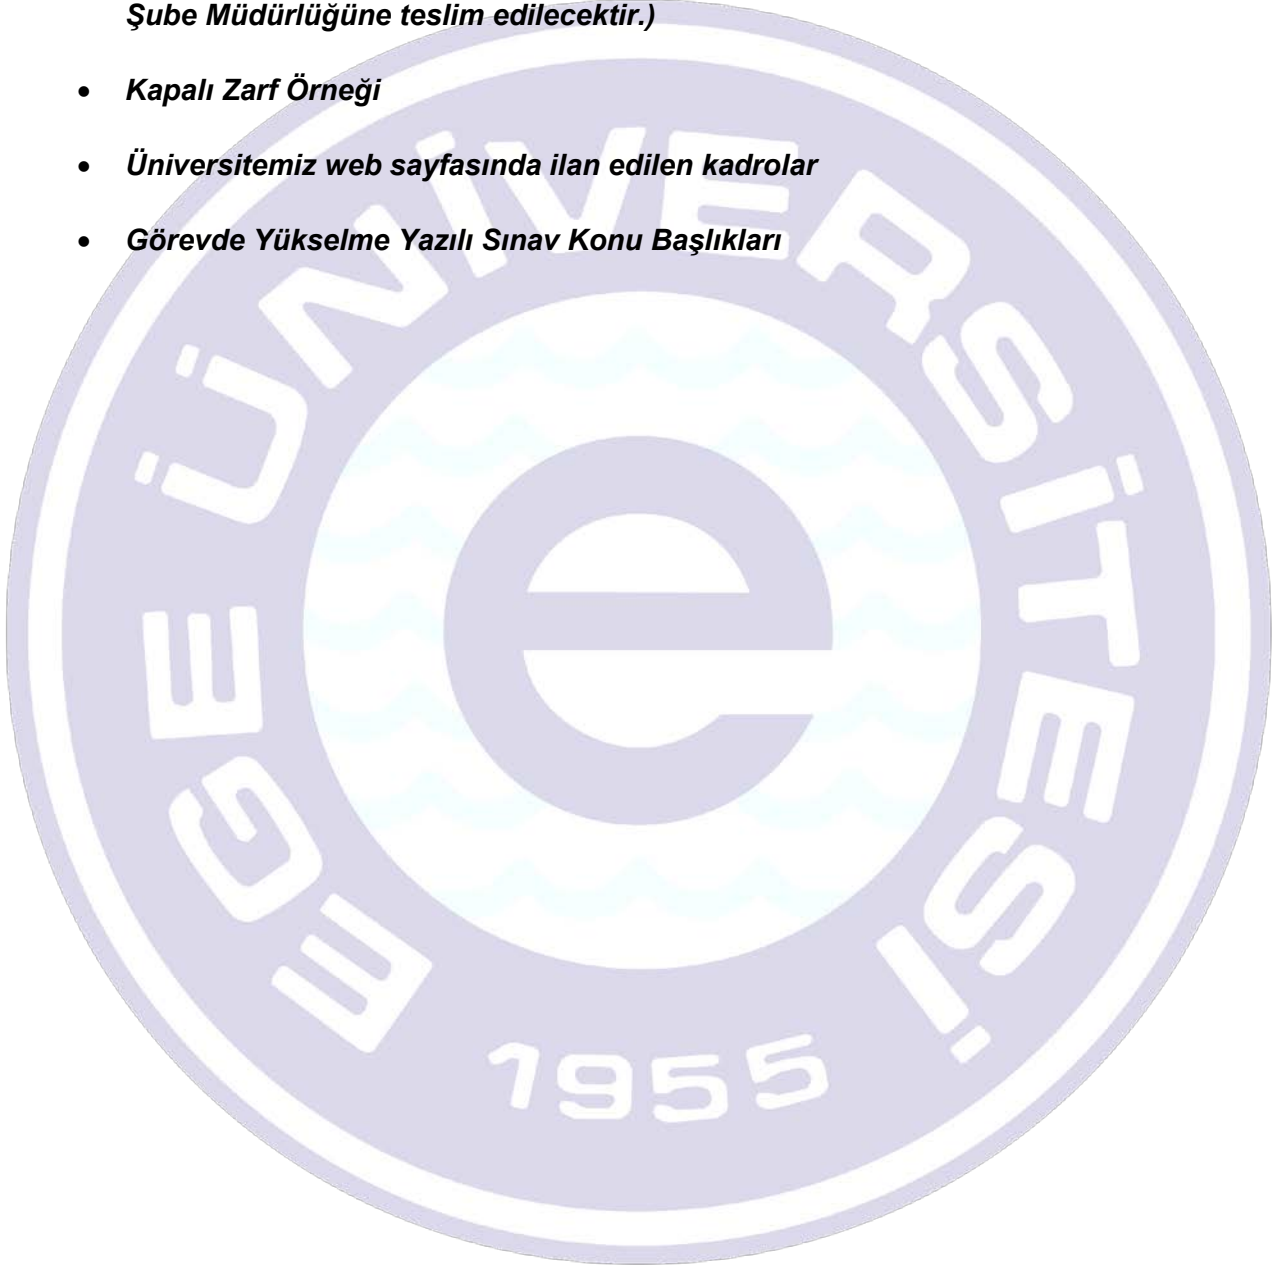 Şube Müdürlüğüne teslim edilecektir.)
• Kapalı Zarf Örneği
• Üniversitemiz web sayfasında ilan edilen kadrolar
• Görevde Yükselme Yazılı Sınav Konu Başlıkları
EGE ÜNİVERSİTESİ
e
1955